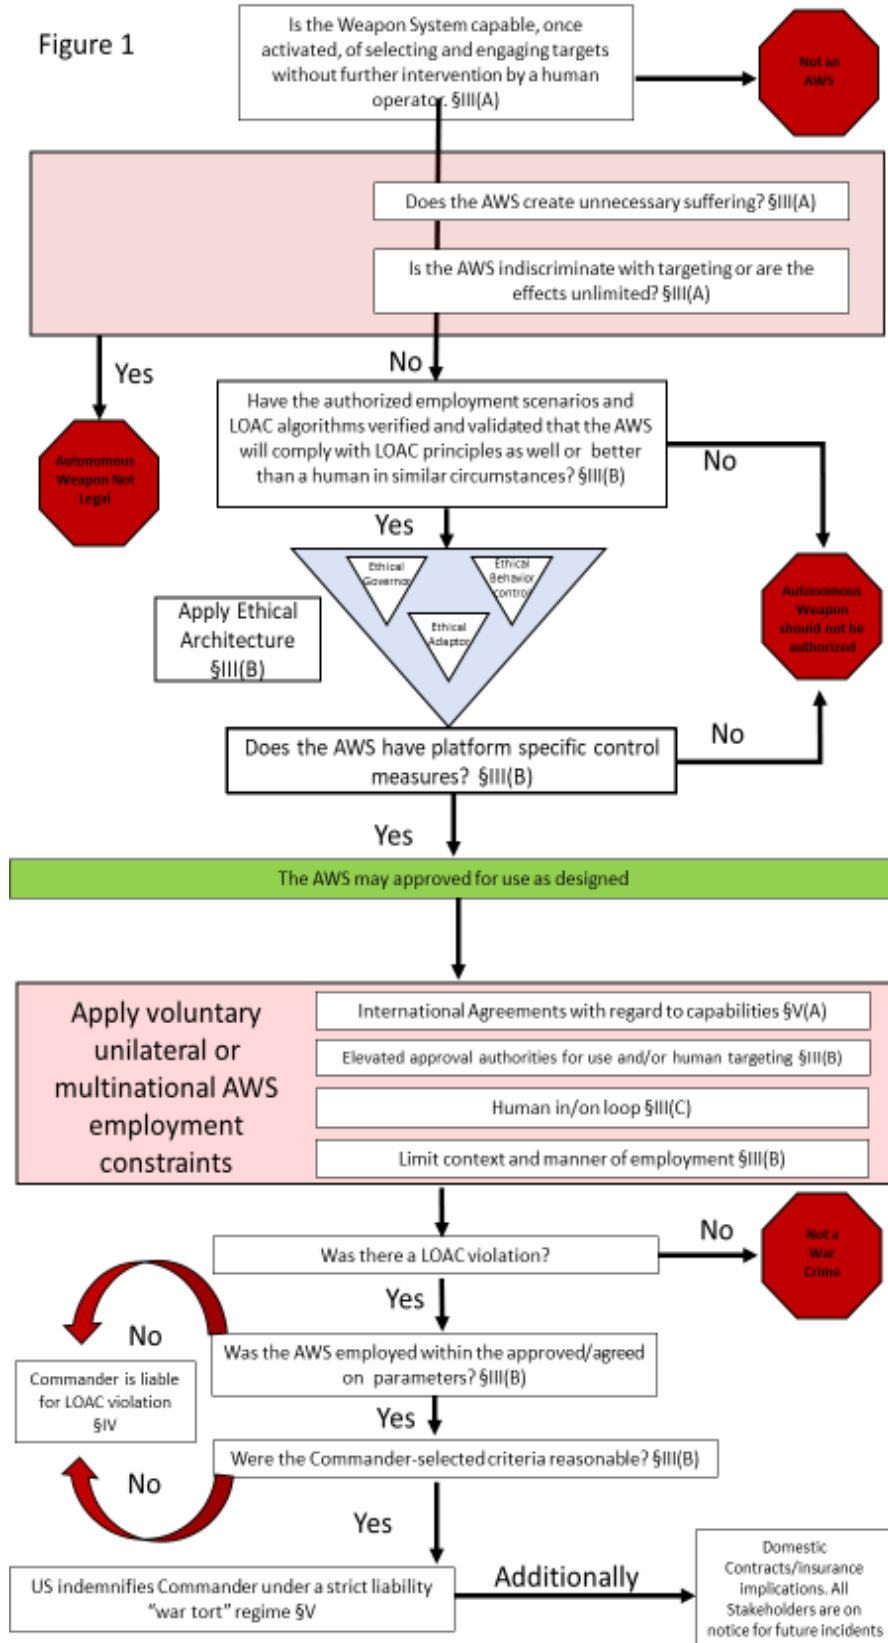 Figure 1
Is the Weapon System capable, once
activated, of selecting and engaging targets
without further intervention by a human
operator. §III(A)
Not an
AWS
Does the AWS create unnecessary suffering? §III(A)
Is the AWS indiscriminate with targeting or are the
effects unlimited? §III(A)
Yes
No
Autonomous
Weapon Not
Legal
Have the authorized employment scenarios and
LOAC algorithms verified and validated that the AWS
will comply with LOAC principles as well or better
than a human in similar circumstances? §III(B)
No
Yes
Ethical
Governor
Ethical
Behavior
control
Ethical
Adaptor
Apply Ethical
Architecture
§III(B)
Autonomous
Weapon
should not be
authorized
Does the AWS have platform specific control
measures? §III(B)
No
Yes
The AWS may approved for use as designed
Apply voluntary
unilateral or
multinational AWS
employment
constraints
International Agreements with regard to capabilities §V(A)
Elevated approval authorities for use and/or human targeting §III(B)
Human in/on loop §III(C)
Limit context and manner of employment §III(B)
Was there a LOAC violation?
No
Not a
War
Crime
Yes
No
Was the AWS employed within the approved/agreed
on parameters? §III(B)
Commander is liable
for LOAC violation
§IV
Yes
Were the Commander-selected criteria reasonable? §III(B)
No
Yes
US indemnifies Commander under a strict liability
“war tort” regime §V
Additionally
Domestic
Contracts/insurance
implications. All
Stakeholders are on
notice for future incidents